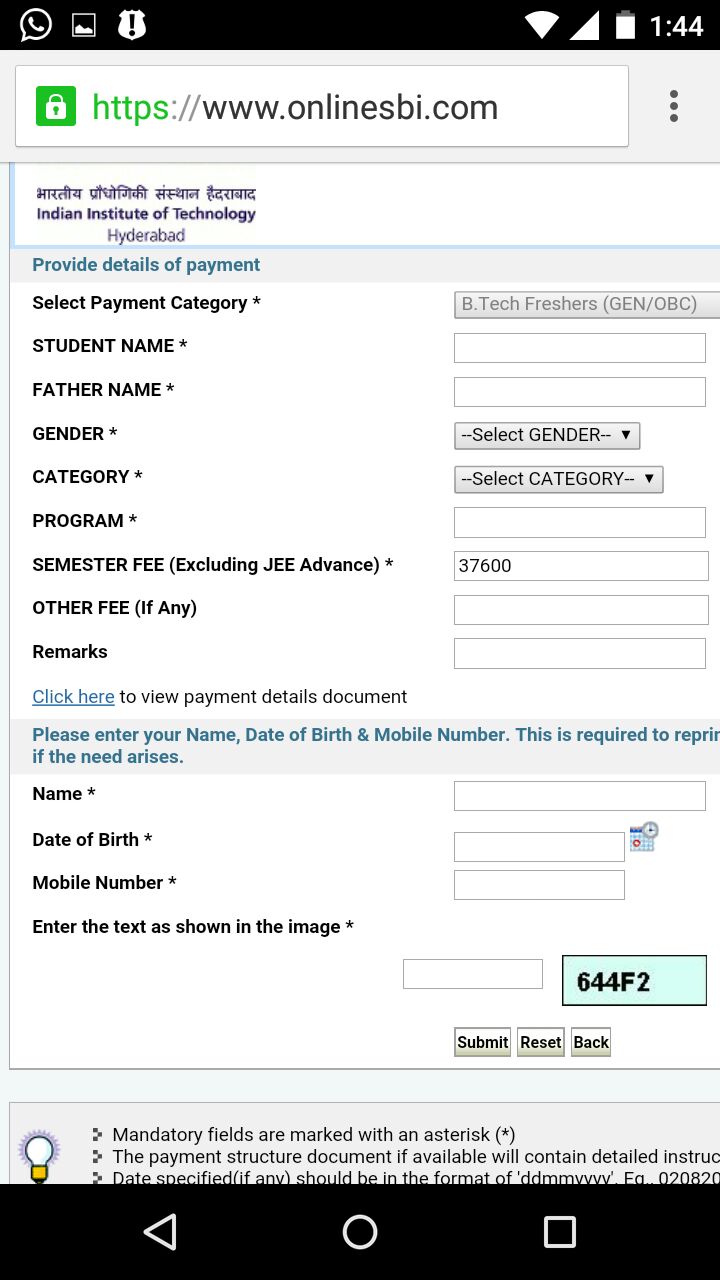 1:44
https://www.onlinesbi.com
भारतीय प्रौद्योगिकी संस्थान हैदराबाद
Indian Institute of Technology
Hyderabad
Provide details of payment
Select Payment Category * B.Tech Freshers (GEN/OBC)
STUDENT NAME *
FATHER NAME *
GENDER * --Select GENDER--
CATEGORY * --Select CATEGORY--
PROGRAM *
SEMESTER FEE (Excluding JEE Advance) * 37600
OTHER FEE (If Any)
Remarks
Click here to view payment details document
Please enter your Name, Date of Birth & Mobile Number. This is required to reprin
if the need arises.
Name *
Date of Birth *
Mobile Number *
Enter the text as shown in the image *
644F2
Submit Reset Back
Mandatory fields are marked with an asterisk (*)
The payment structure document if available will contain detailed instruc
Date specified(if any) should be in the format of 'ddmmyyyy'. Eg., 020820